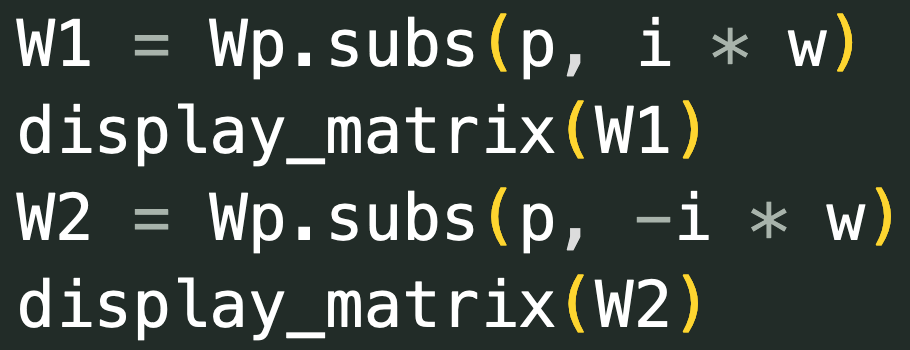 W1 = Wp.subs(p, i * w)
display_matrix(W1)
W2 = Wp.subs(p, -i * w)
display_matrix(W2)